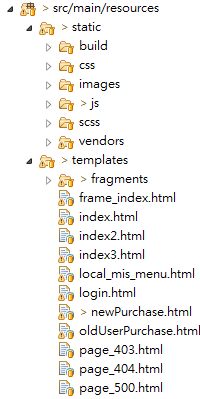 > src/main/resources
static
build
css
images
> js
scss
vendors
> templates
> fragments
frame_index.html
index.html
index2.html
index3.html
local_mis_menu.html
login.html
> newPurchase.html
oldUserPurchase.html
page_403.html
page_404.html
page_500.html